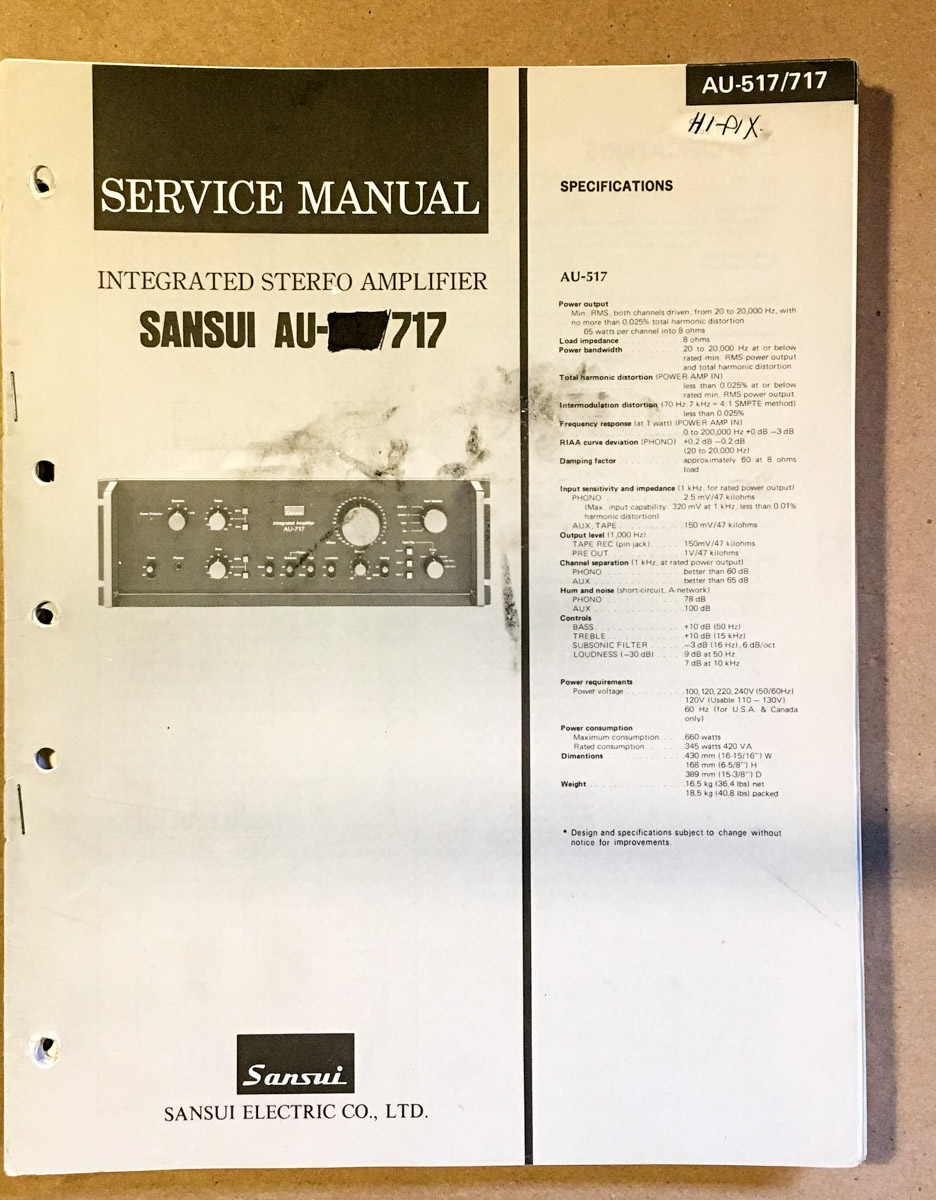 AU-517/717
HI-PIX.
SERVICE MANUAL
INTEGRATED STEREO AMPLIFIER
SANSUI AU- /717
Integrated Amplifier
AU-717
Sansui
SANSUI ELECTRIC CO., LTD.
SPECIFICATIONS
AU-517
Power output
Min. RMS, both channels driven, from 20 to 20,000 Hz, with
no more than 0.025% total harmonic distortion
65 watts per channel into 8 ohms
Load impedance 8 ohms
Power bandwidth 20 to 20,000 Hz at or below
rated min. RMS power output
and total harmonic distortion
Total harmonic distortion (POWER AMP IN)
less than 0.025% at or below
rated min. RMS power output
Intermodulation distortion (70 Hz:7 kHz = 4:1 SMPTE method)
less than 0.025%
Frequency response (at 1 watt) (POWER AMP IN)
0 to 200,000 Hz +0 dB −3 dB
RIAA curve deviation (PHONO) +0.2 dB −0.2 dB
(20 to 20,000 Hz)
Damping factor approximately 60 at 8 ohms
load
Input sensitivity and impedance (1 kHz, for rated power output)
PHONO 2.5 mV/47 kilohms
(Max. input capability: 320 mV at 1 kHz, less than 0.01%
harmonic distortion)
AUX, TAPE 150 mV/47 kilohms
Output level (1,000 Hz)
TAPE REC (pin jack) 150mV/47 kilohms
PRE OUT 1V/47 kilohms
Channel separation (1 kHz, at rated power output)
PHONO better than 60 dB
AUX better than 65 dB
Hum and noise (short-circuit, A-network)
PHONO 78 dB
AUX 100 dB
Controls
BASS +10 dB (50 Hz)
TREBLE +10 dB (15 kHz)
SUBSONIC FILTER −3 dB (16 Hz), 6 dB/oct
LOUDNESS (−30 dB) 9 dB at 50 Hz
7 dB at 10 kHz
Power requirements
Power voltage 100, 120, 220, 240V (50/60Hz)
120V (Usable 110 – 130V)
60 Hz (for U.S.A. & Canada
only)
Power consumption
Maximum consumption 660 watts
Rated consumption 345 watts 420 VA
Dimentions 430 mm (16-15/16") W
168 mm (6-5/8") H
389 mm (15-3/8") D
Weight 16.5 kg (36.4 lbs) net
18.5 kg (40.8 lbs) packed
* Design and specifications subject to change without
notice for improvements.